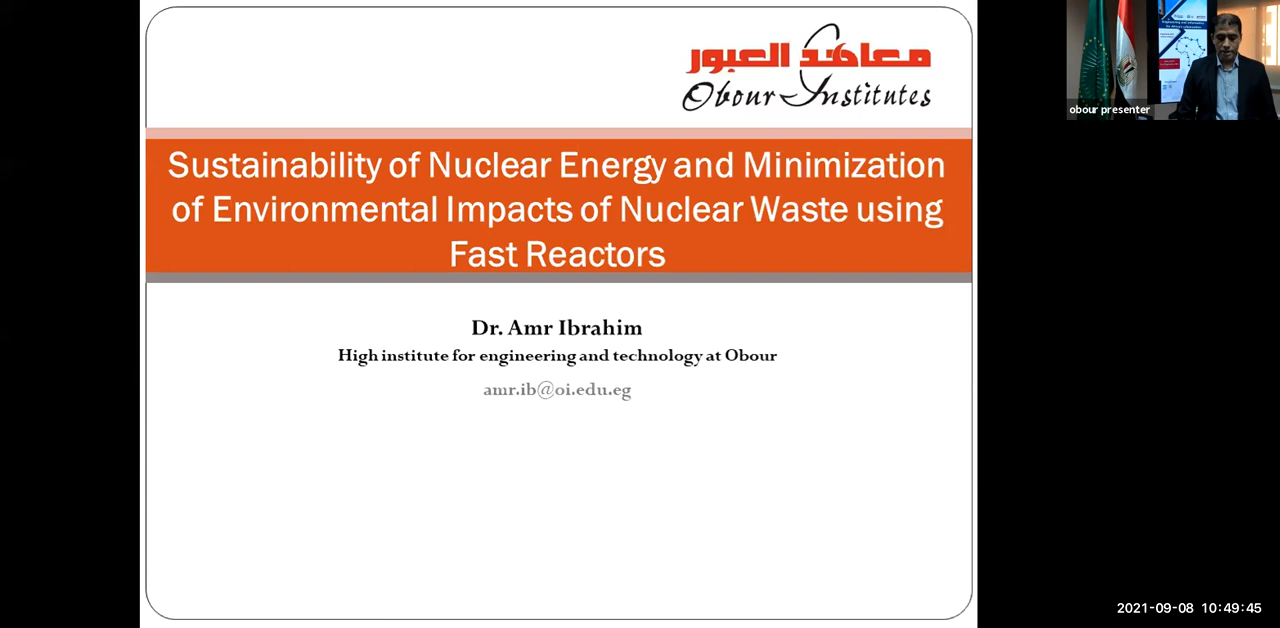 معاهد العبور
Obour Institutes
Sustainability of Nuclear Energy and Minimization
of Environmental Impacts of Nuclear Waste using
Fast Reactors
Dr. Amr Ibrahim
High institute for engineering and technology at Obour
amr.ib@oi.edu.eg
obour presenter
2021-09-08 10:49:45